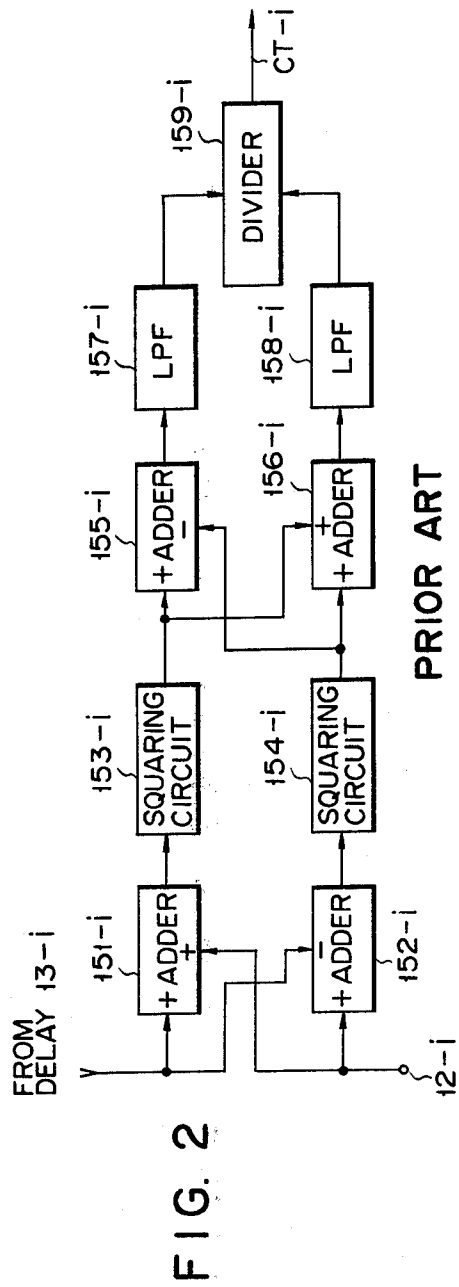 FIG. 2
PRIOR ART
FROM
DELAY 13-i
12-i
151-i
+ ADDER
+
152-i
−
+ ADDER
153-i
SQUARING
CIRCUIT
154-i
SQUARING
CIRCUIT
155-i
+ ADDER
−
156-i
+
+ ADDER
157-i
LPF
158-i
LPF
159-i
DIVIDER
CT-i